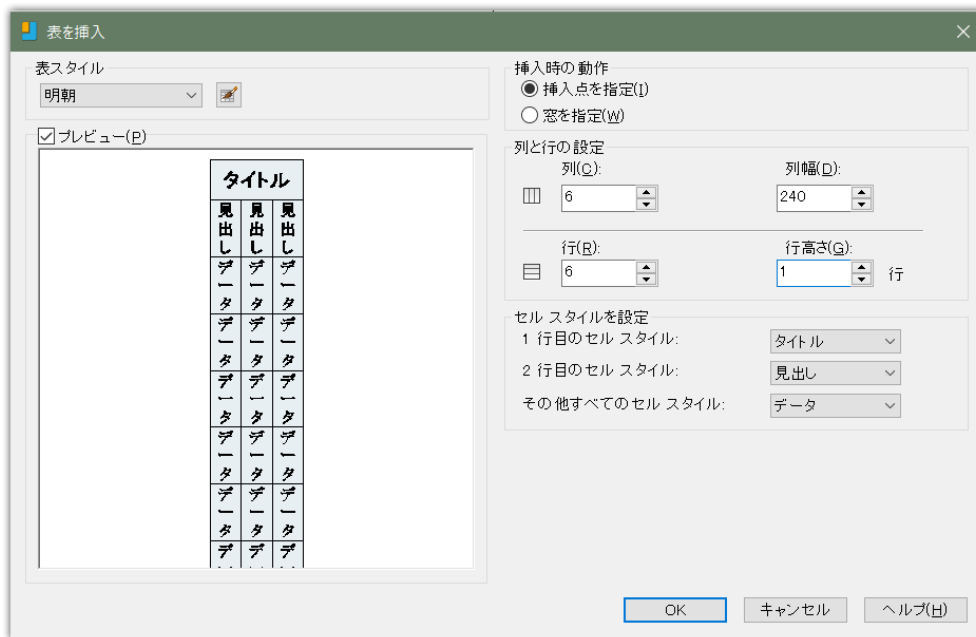 表を挿入
表スタイル
明朝
プレビュー(P)
タイトル
見出し 見出し 見出し
データ データ データ
データ データ データ
データ データ データ
データ データ データ
データ データ データ
デ デ デ
挿入時の動作
挿入点を指定(I)
窓を指定(W)
列と行の設定
列(C): 列幅(D):
6 240
行(R): 行高さ(G):
6 1 行
セル スタイルを設定
1 行目のセル スタイル: タイトル
2 行目のセル スタイル: 見出し
その他すべてのセル スタイル: データ
OK キャンセル ヘルプ(H)